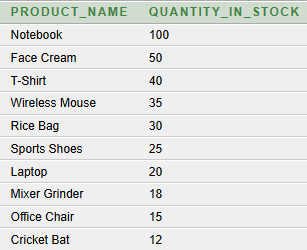 PRODUCT_NAME QUANTITY_IN_STOCK
Notebook 100
Face Cream 50
T-Shirt 40
Wireless Mouse 35
Rice Bag 30
Sports Shoes 25
Laptop 20
Mixer Grinder 18
Office Chair 15
Cricket Bat 12